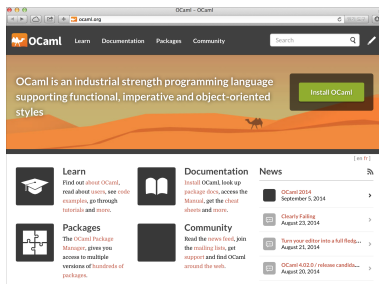 OCaml – OCaml
ocaml.org
OCaml
Learn Documentation Packages Community
Search
OCaml is an industrial strength programming language
supporting functional, imperative and object-oriented
styles
Install OCaml
[ en fr ]
Learn
Find out about OCaml,
read about users, see code
examples, go through
tutorials and more.
Documentation
Install OCaml, look up
package docs, access the
Manual, get the cheat
sheets and more.
News
OCaml 2014
September 5, 2014
Clearly Failing
August 23, 2014
Turn your editor into a full fledg...
August 21, 2014
OCaml 4.02.0 / release candida...
August 20, 2014
Packages
The OCaml Package
Manager, gives you
access to multiple
versions of hundreds of
packages.
Community
Read the news feed, join
the mailing lists, get
support and find OCaml
around the web.